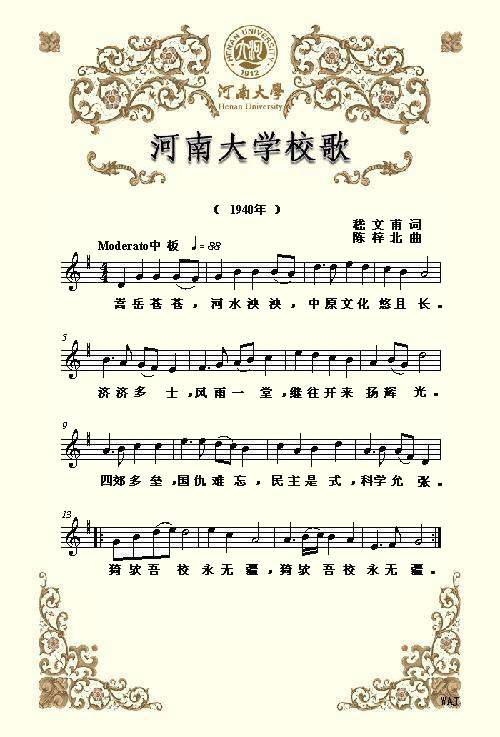 HENAN UNIVERSITY
1912
河南大學
Henan University
河南大学校歌
( 1940年 )
嵇文甫词
陈梓北曲
Moderato中板 ♩=88
嵩岳苍苍，河水泱泱，中原文化悠且长。
5
济济多士，风雨一堂，继往开来扬辉光。
9
四郊多垒，国仇难忘，民主是式，科学允张。
13
猗欤吾校永无疆，猗欤吾校永无疆。
WAJ